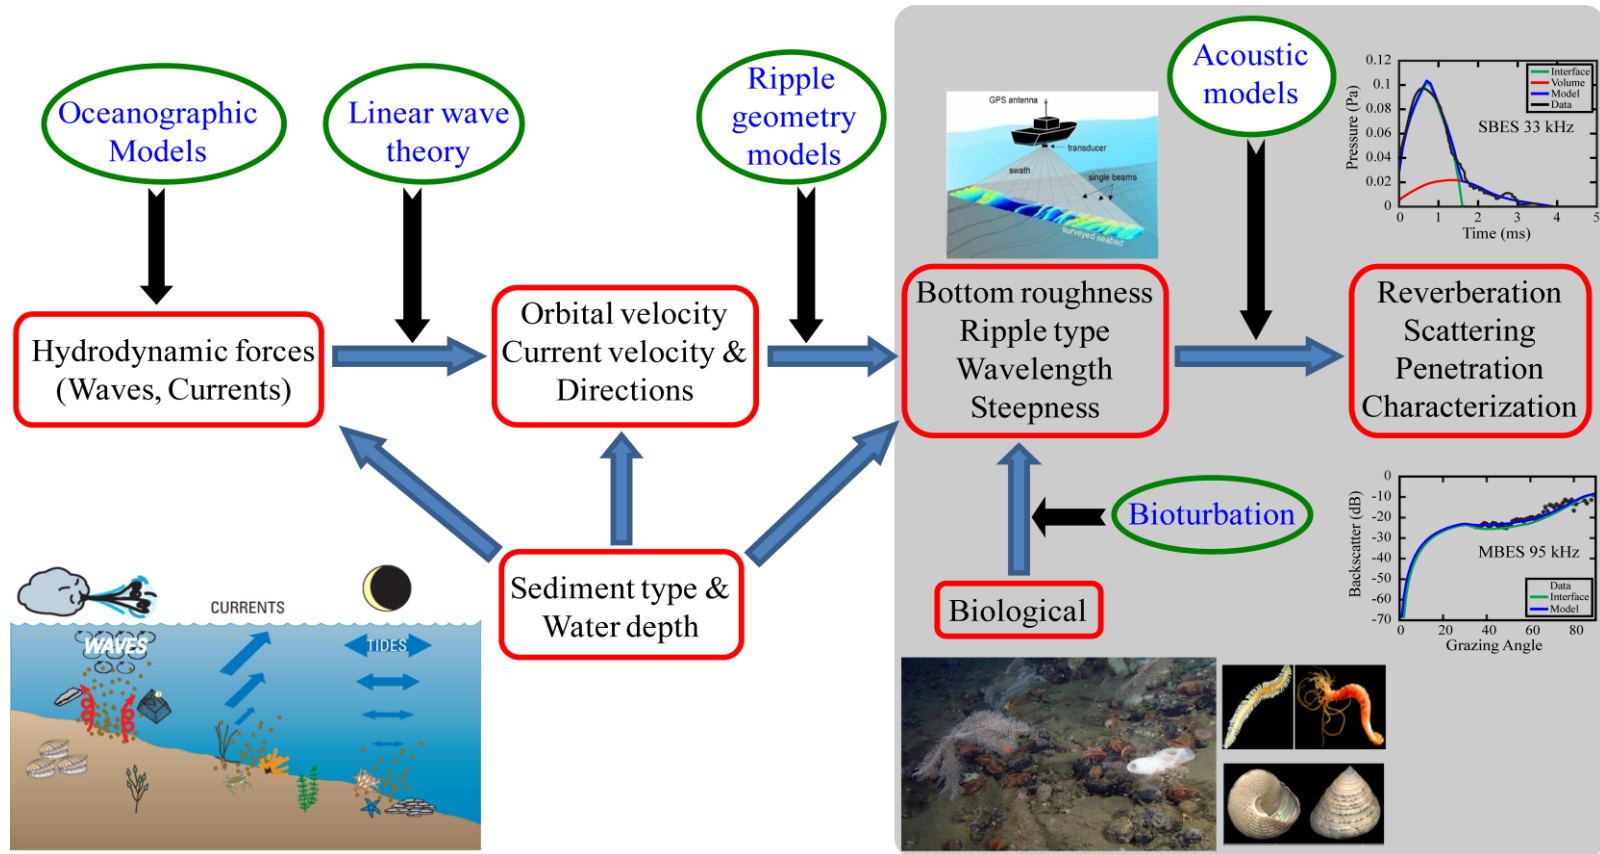 Oceanographic
Models
Linear wave
theory
Ripple
geometry
models
Acoustic
models
GPS antenna
transducer
swath
single beams
surveyed seabed
0.12
0.1
0.08
0.06
0.04
0.02
0
Pressure (Pa)
Interface
Volume
Model
Data
SBES 33 kHz
0 1 2 3 4 5
Time (ms)
Hydrodynamic forces
(Waves, Currents)
Orbital velocity
Current velocity &
Directions
Bottom roughness
Ripple type
Wavelength
Steepness
Reverberation
Scattering
Penetration
Characterization
Sediment type &
Water depth
Bioturbation
Biological
0
-10
-20
-30
-40
-50
-60
-70
Backscatter (dB)
MBES 95 kHz
Data
Interface
Model
0 20 40 60 80
Grazing Angle
CURRENTS
WAVES
TIDES